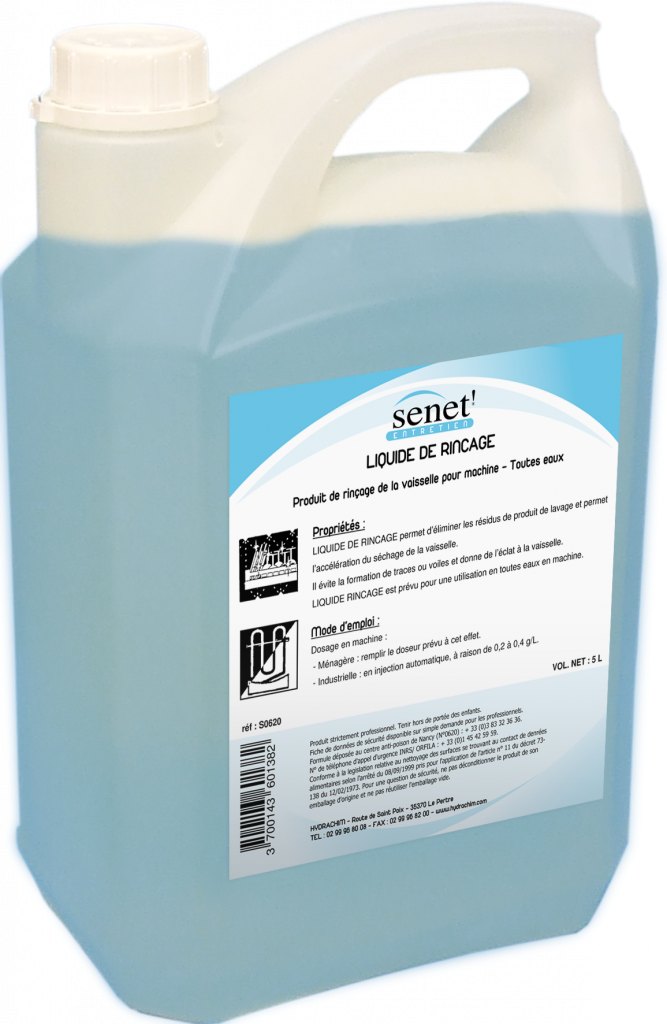 senet!
ENTRETIEN
LIQUIDE DE RINCAGE
Produit de rinçage de la vaisselle pour machine - Toutes eaux
Propriétés :
LIQUIDE DE RINCAGE permet d'éliminer les résidus de produit de lavage et permet
l'accélération du séchage de la vaisselle.
Il évite la formation de traces ou voiles et donne de l'éclat à la vaisselle.
LIQUIDE RINCAGE est prévu pour une utilisation en toutes eaux en machine.
Mode d'emploi :
Dosage en machine :
- Ménagère : remplir le doseur prévu à cet effet.
- Industrielle : en injection automatique, à raison de 0,2 à 0,4 g/L.
VOL. NET : 5 L
réf : S0620
Produit strictement professionnel. Tenir hors de portée des enfants.
Fiche de données de sécurité disponible sur simple demande pour les professionnels.
Formule déposée au centre anti-poison de Nancy (N°0620) : + 33 (0)3 83 32 36 36.
N° de téléphone d'appel d'urgence INRS/ ORFILA : + 33 (0)1 45 42 59 59.
Conforme à la legislation relative au nettoyage des surfaces se trouvant au contact de denrées
alimentaires selon l'arrêté du 08/09/1999 pris pour l'application de l'article n° 11 du décret 73-
138 du 12/02/1973. Pour une question de sécurité, ne pas déconditionner le produit de son
emballage d'origine et ne pas réutiliser l'emballage vide.
HYDRACHIM - Route de Saint Poix - 35370 Le Pertre
TEL : 02 99 96 80 08 - FAX : 02 99 96 82 00 - www.hydrachim.com
3 700143 601382